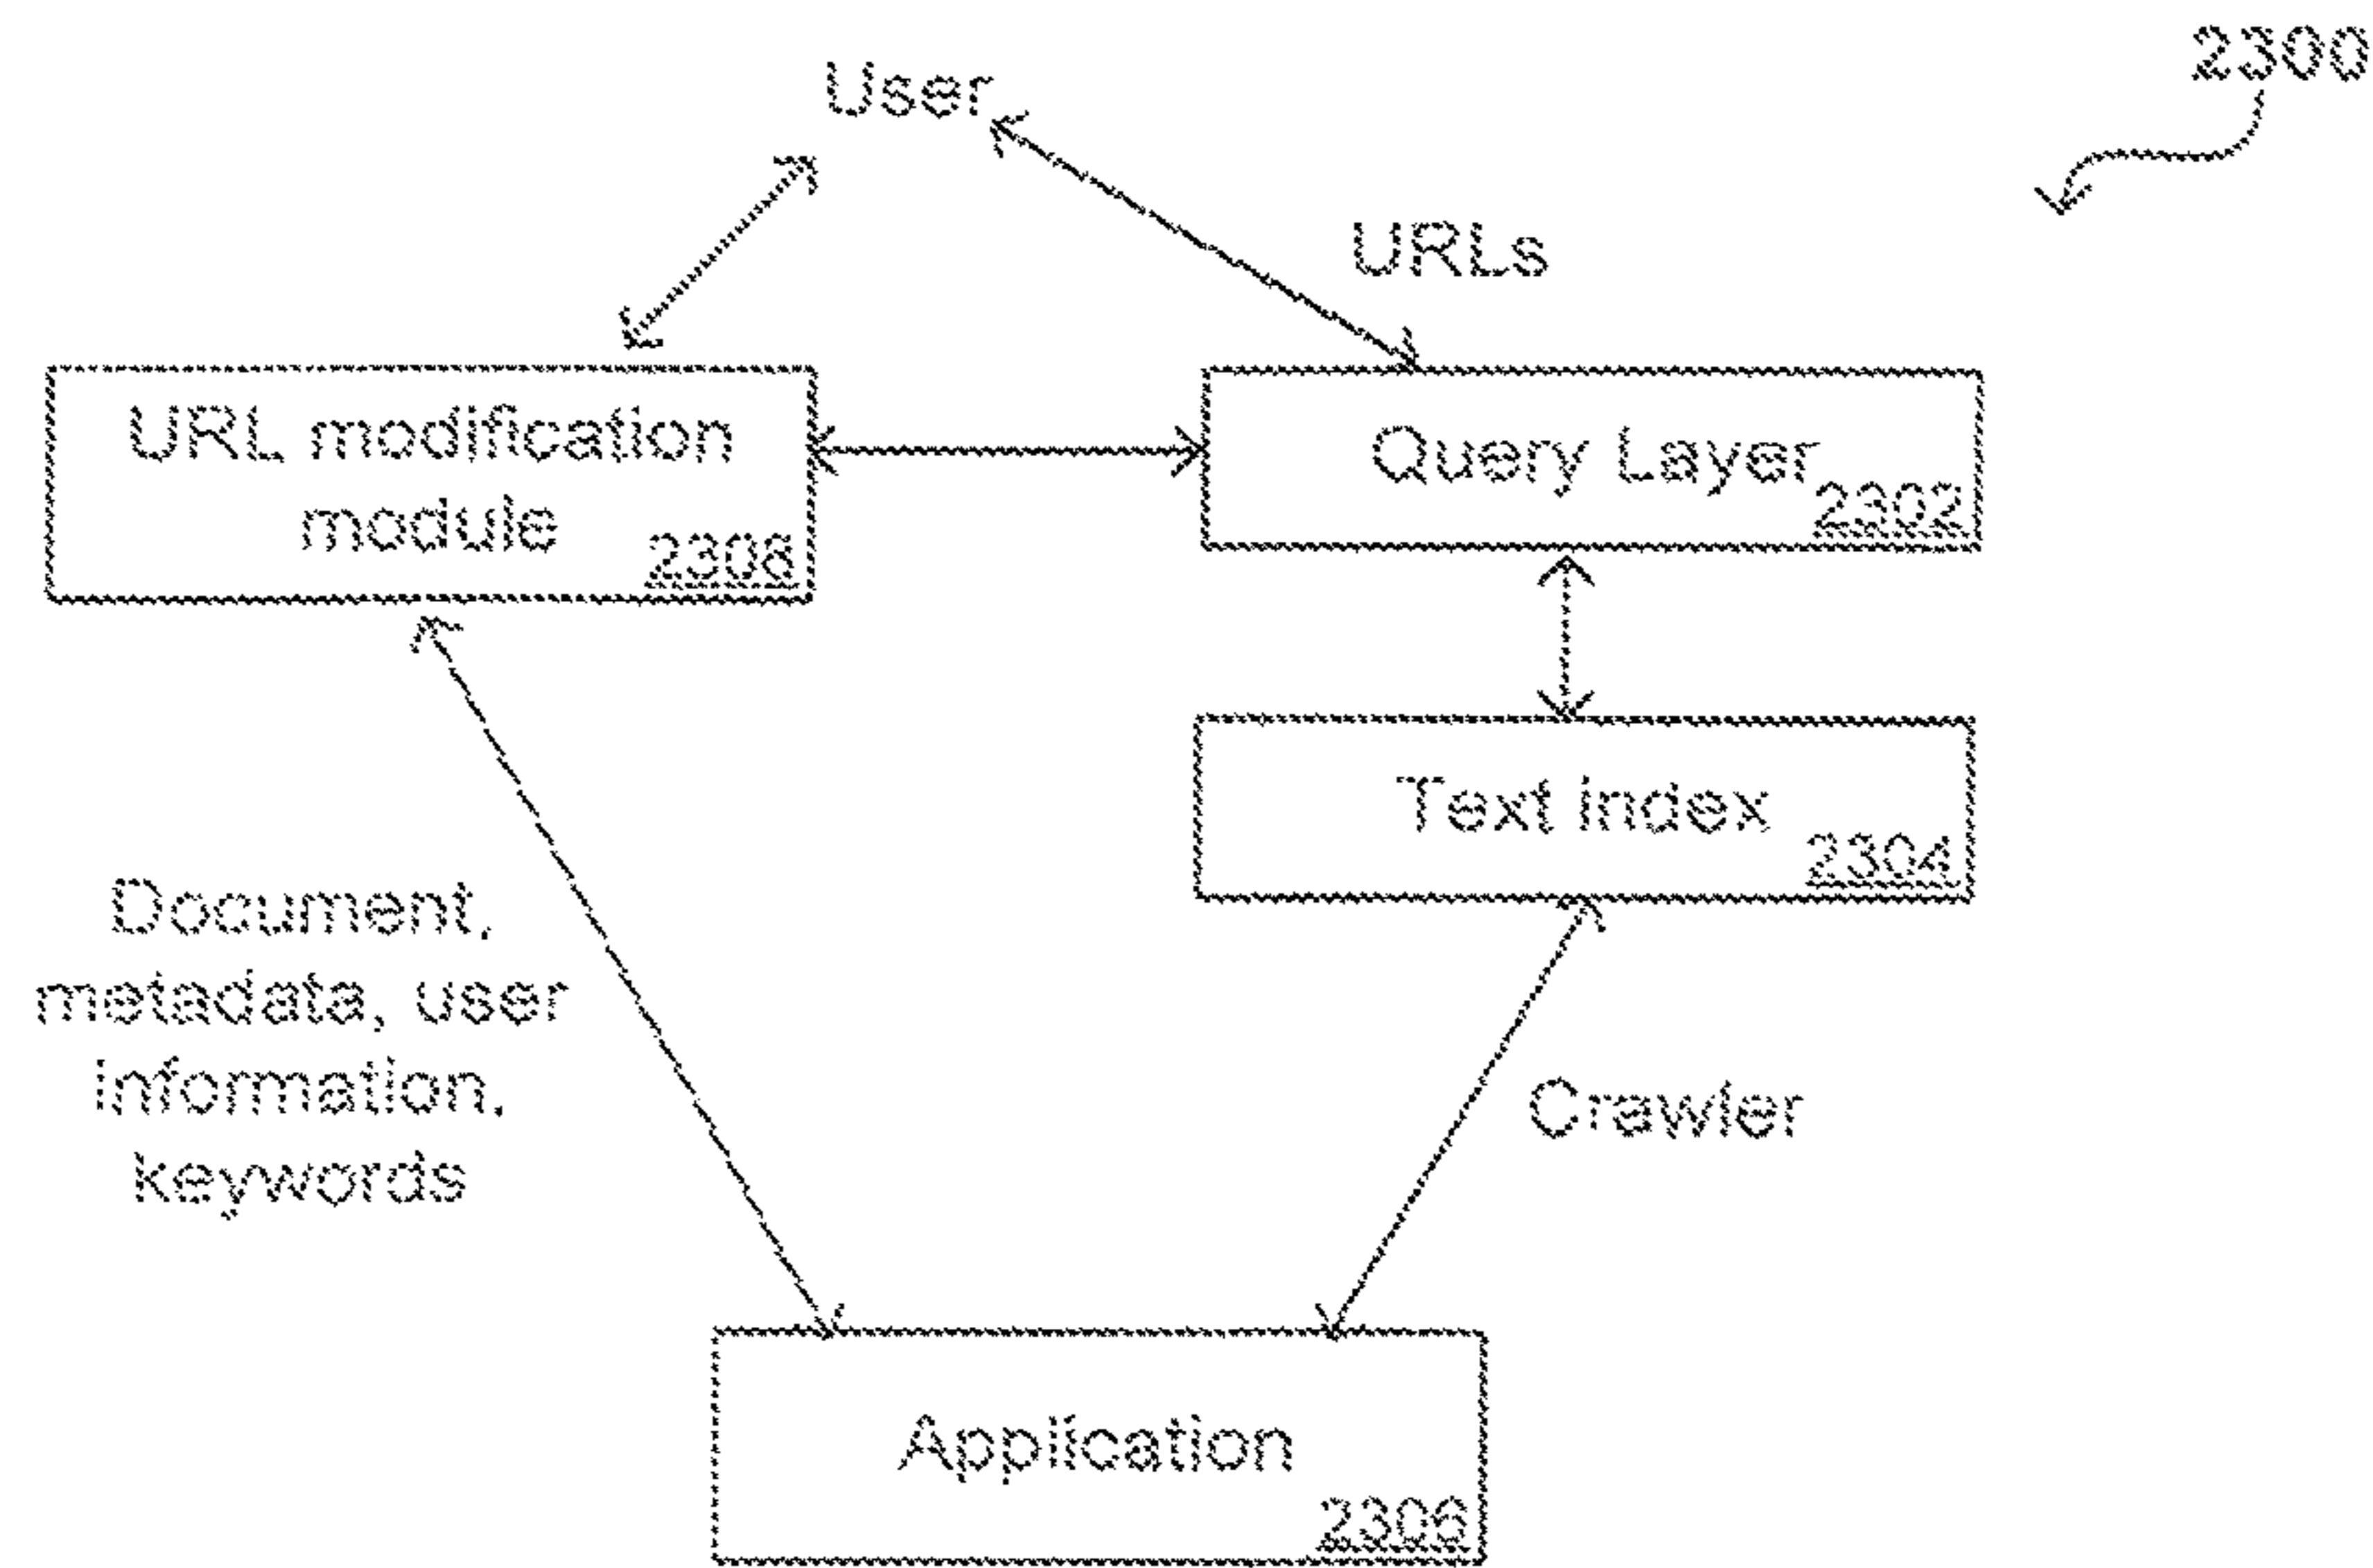 2300
User
URLs
URL modification
module
2308
Query Layer
2302
Text index
2304
Document,
metadata, user
information,
keywords
Crawler
Application
2306